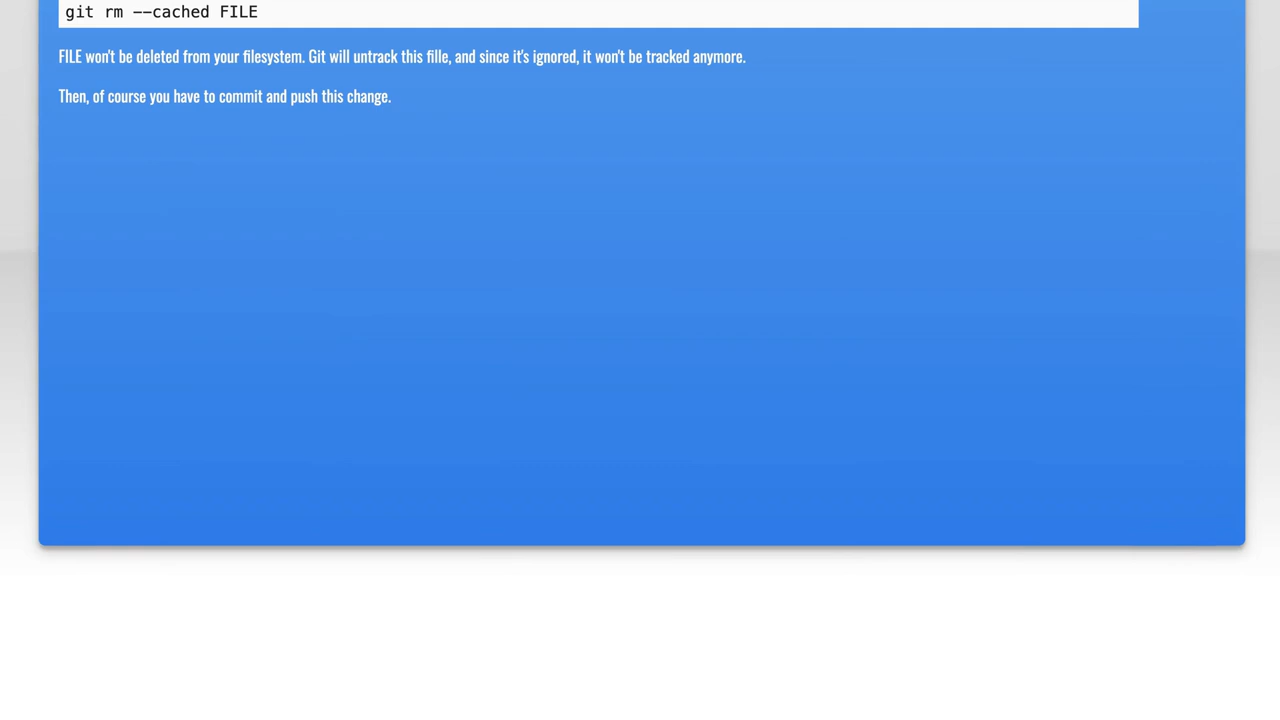 git rm --cached FILE
FILE won't be deleted from your filesystem. Git will untrack this fille, and since it's ignored, it won't be tracked anymore.
Then, of course you have to commit and push this change.